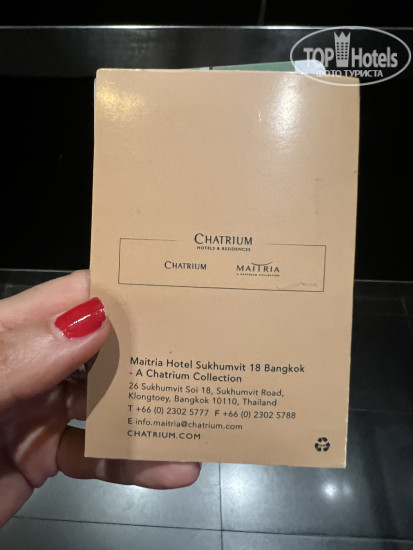 TOP Hotels
ФОТО ТУРИСТА
CHATRIUM
HOTELS & RESIDENCES
CHATRIUM
MAITRIA
A CHATRIUM COLLECTION
Maitria Hotel Sukhumvit 18 Bangkok
- A Chatrium Collection
26 Sukhumvit Soi 18, Sukhumvit Road,
Klongtoey, Bangkok 10110, Thailand
T +66 (0) 2302 5777 F +66 (0) 2302 5788
E info.maitria@chatrium.com
CHATRIUM.COM